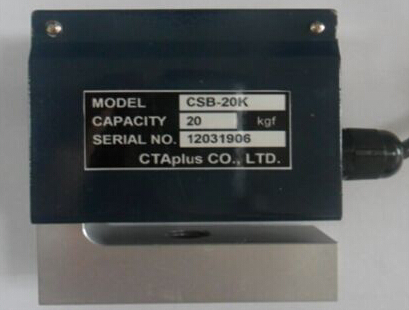 MODEL CSB-20K
CAPACITY 20 kgf
SERIAL NO. 12031906
CTAplus CO., LTD.